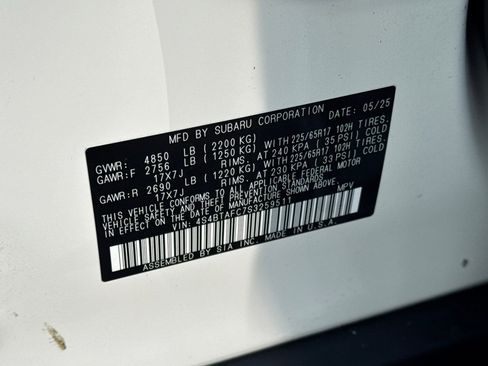 MFD BY SUBARU CORPORATION DATE: 05/25
GVWR: 4850 LB (2200 KG)
GAWR:F 2756 LB (1250 KG) WITH 225/65R17 102H TIRES,
17X7J RIMS, AT 240 KPA (35 PSI) COLD
GAWR:R 2690 LB (1220 KG) WITH 225/65R17 102H TIRES,
17X7J RIMS, AT 230 KPA (33 PSI) COLD
THIS VEHICLE CONFORMS TO ALL APPLICABLE FEDERAL MOTOR
VEHICLE SAFETY STANDARDS IN EFFECT ON THE DATE OF
MANUFACTURE SHOWN ABOVE.
VIN: 4S4BTAFC7S3259511 MPV
ASSEMBLED BY SIA INC. MADE IN U.S.A.